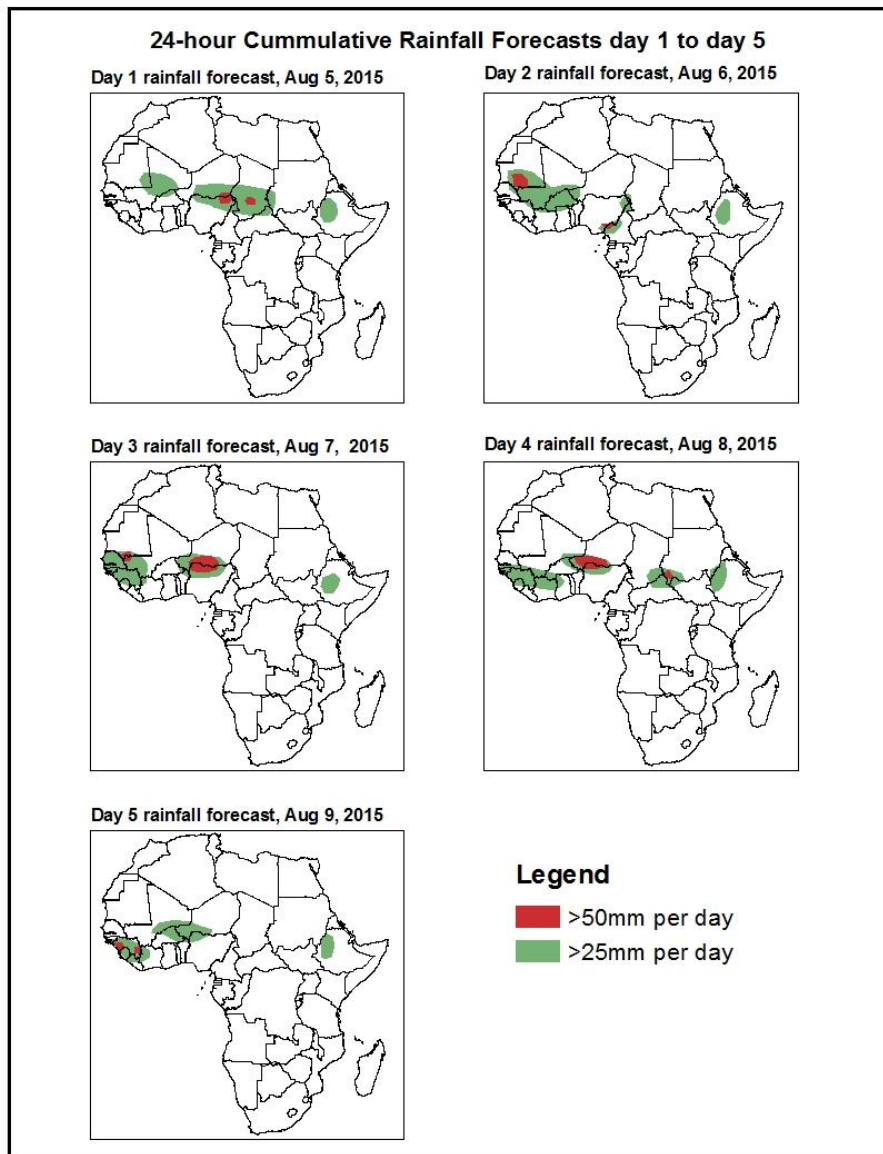 24-hour Cummulative Rainfall Forecasts day 1 to day 5
Day 1 rainfall forecast, Aug 5, 2015
Day 2 rainfall forecast, Aug 6, 2015
Day 3 rainfall forecast, Aug 7, 2015
Day 4 rainfall forecast, Aug 8, 2015
Day 5 rainfall forecast, Aug 9, 2015
Legend
>50mm per day
>25mm per day